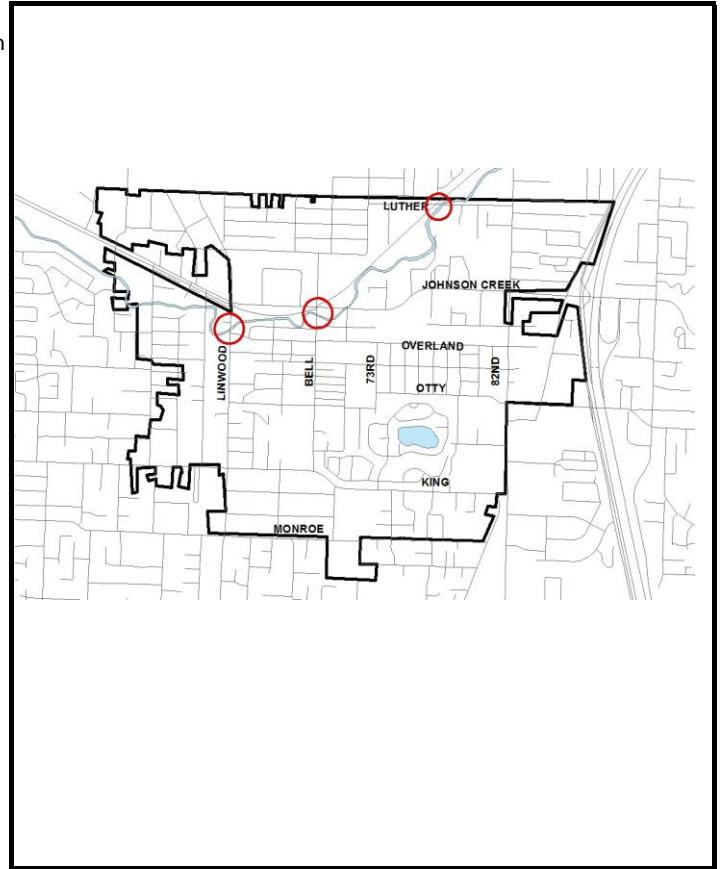 n
LUTHER
JOHNSON CREEK
OVERLAND
LINWOOD
BELL
73RD
82ND
OTTY
KING
MONROE